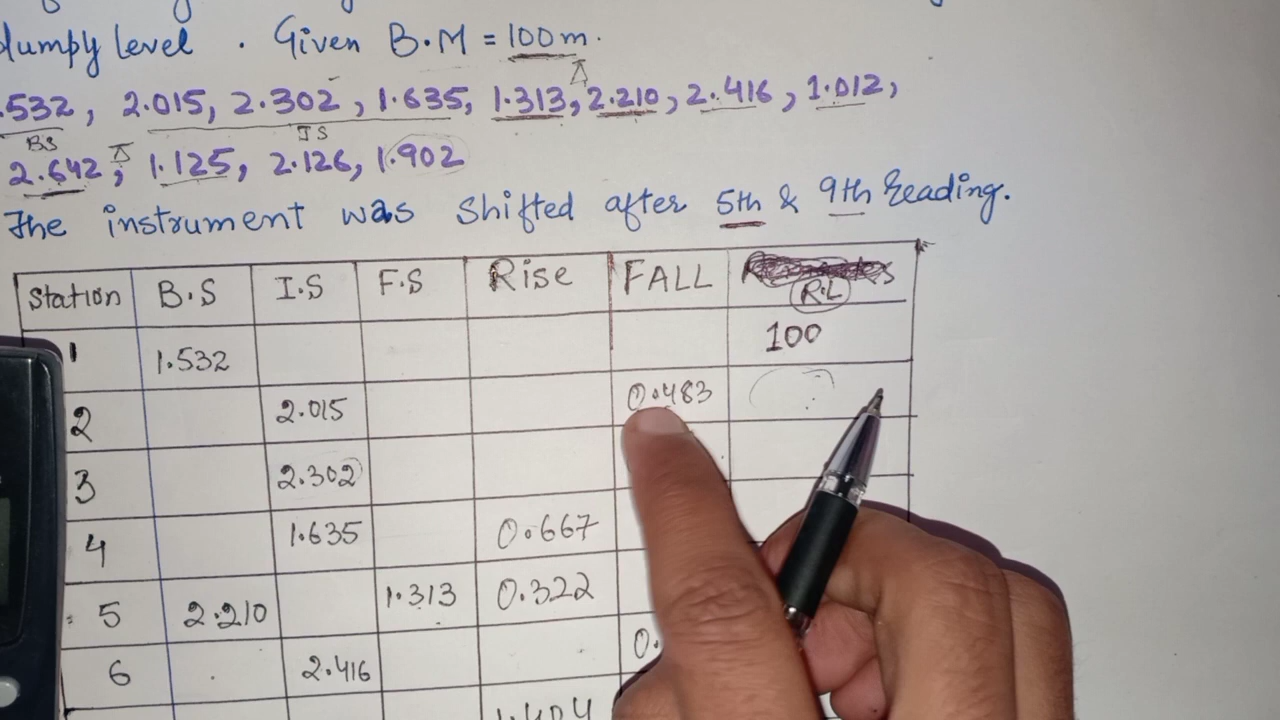 dumpy level. Given B.M = 100m.
.532, 2.015, 2.302, 1.635, 1.313, 2.210, 2.416, 1.012,
BS IS
2.642, 1.125, 2.126, 1.902
The instrument was shifted after 5th & 9th Reading.
Station B.S I.S F.S Rise FALL R.L
1 1.532 100
2 2.015 0.483
3 2.302
4 1.635 0.667
5 2.210 1.313 0.322
6 2.416 0.